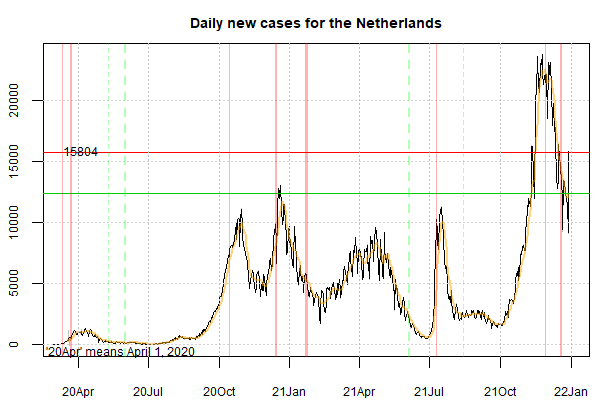 Daily new cases for the Netherlands
20000
15000
15804
10000
5000
0
'20Apr' means April 1, 2020
20Apr 20Jul 20Oct 21Jan 21Apr 21Jul 21Oct 22Jan